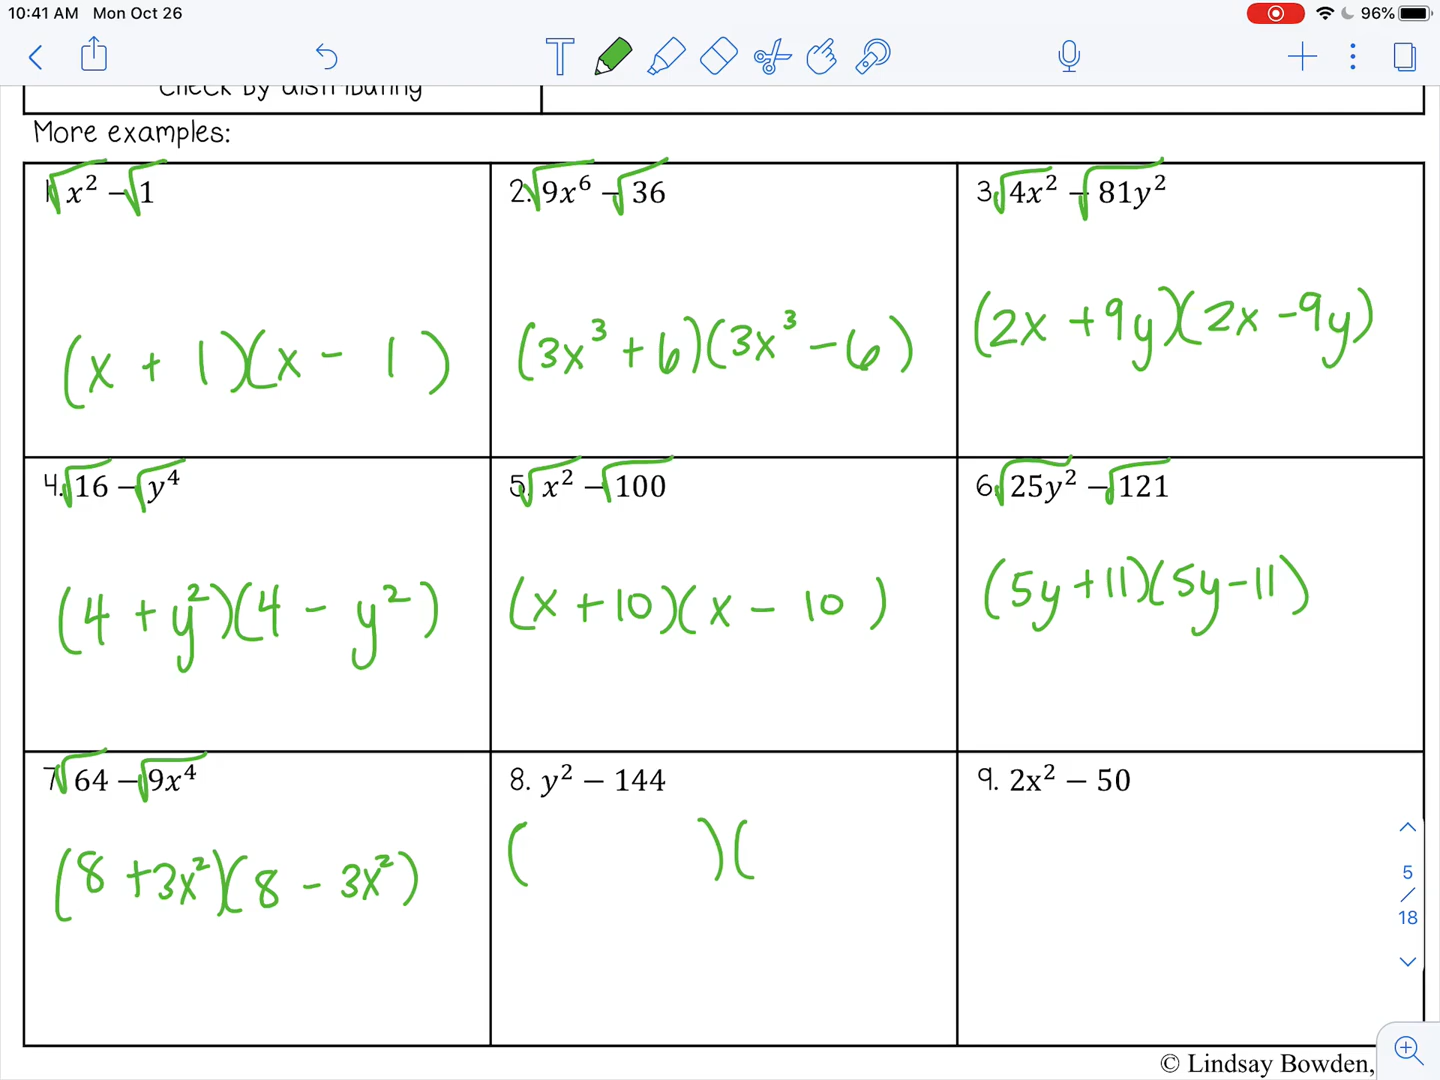 10:41 AM Mon Oct 26
96%
Check by distributing
More examples:
1. √x² − √1
(x + 1)(x - 1)
2. √9x⁶ − √36
(3x³ + 6)(3x³ - 6)
3. √4x² − √81y²
(2x + 9y)(2x - 9y)
4. √16 − √y⁴
(4 + y²)(4 - y²)
5. √x² − √100
(x + 10)(x - 10)
6. √25y² − √121
(5y + 11)(5y - 11)
7. √64 − √9x⁴
(8 + 3x²)(8 - 3x²)
8. y² − 144
( )(
9. 2x² − 50
5
/
18
© Lindsay Bowden,